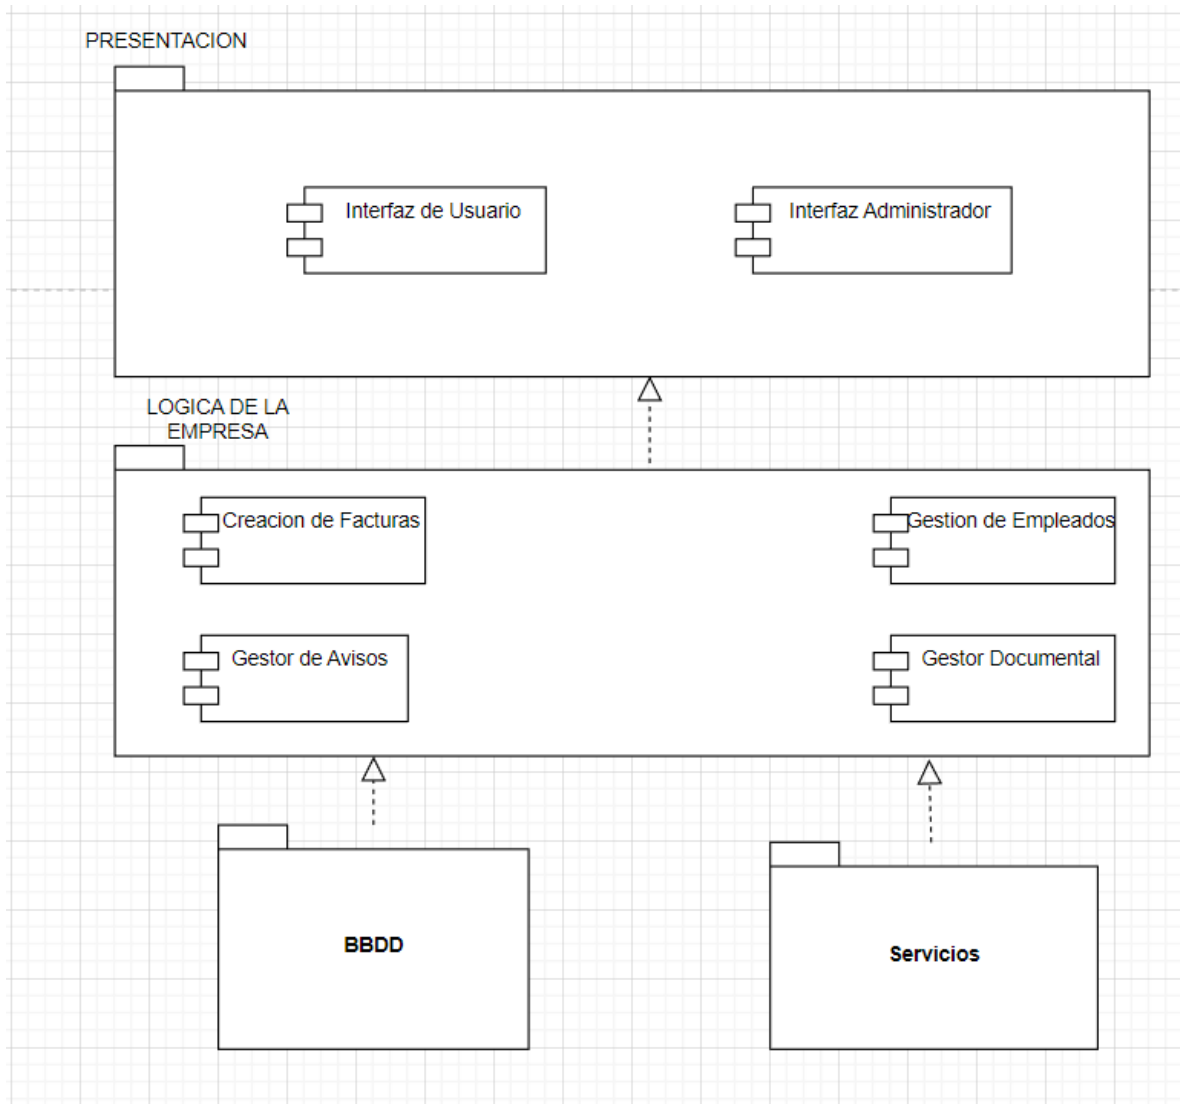 PRESENTACION
Interfaz de Usuario
Interfaz Administrador
LOGICA DE LA
EMPRESA
Creacion de Facturas
Gestion de Empleados
Gestor de Avisos
Gestor Documental
BBDD
Servicios